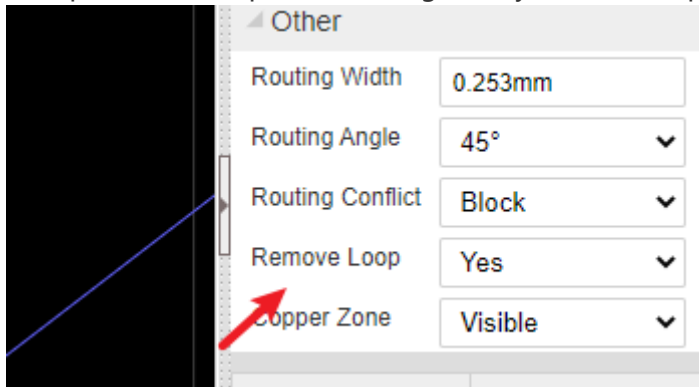 Other
Routing Width 0.253mm
Routing Angle 45°
Routing Conflict Block
Remove Loop Yes
Copper Zone Visible